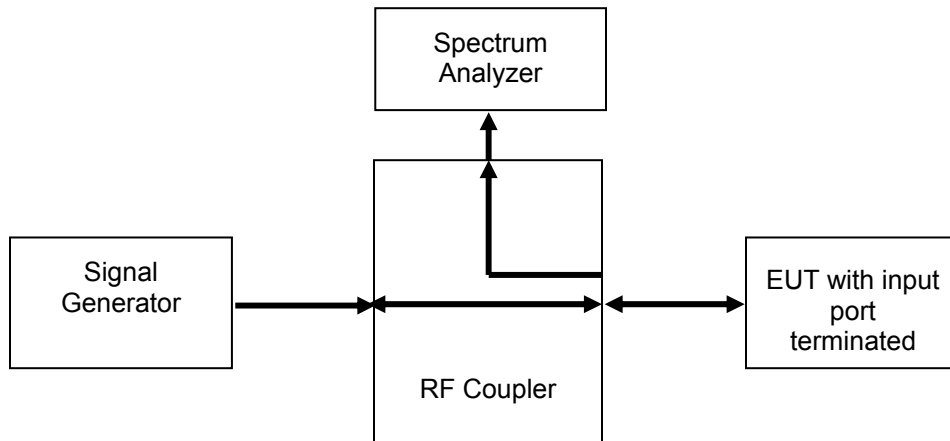 Spectrum
Analyzer
Signal
Generator
EUT with input
port
terminated
RF Coupler